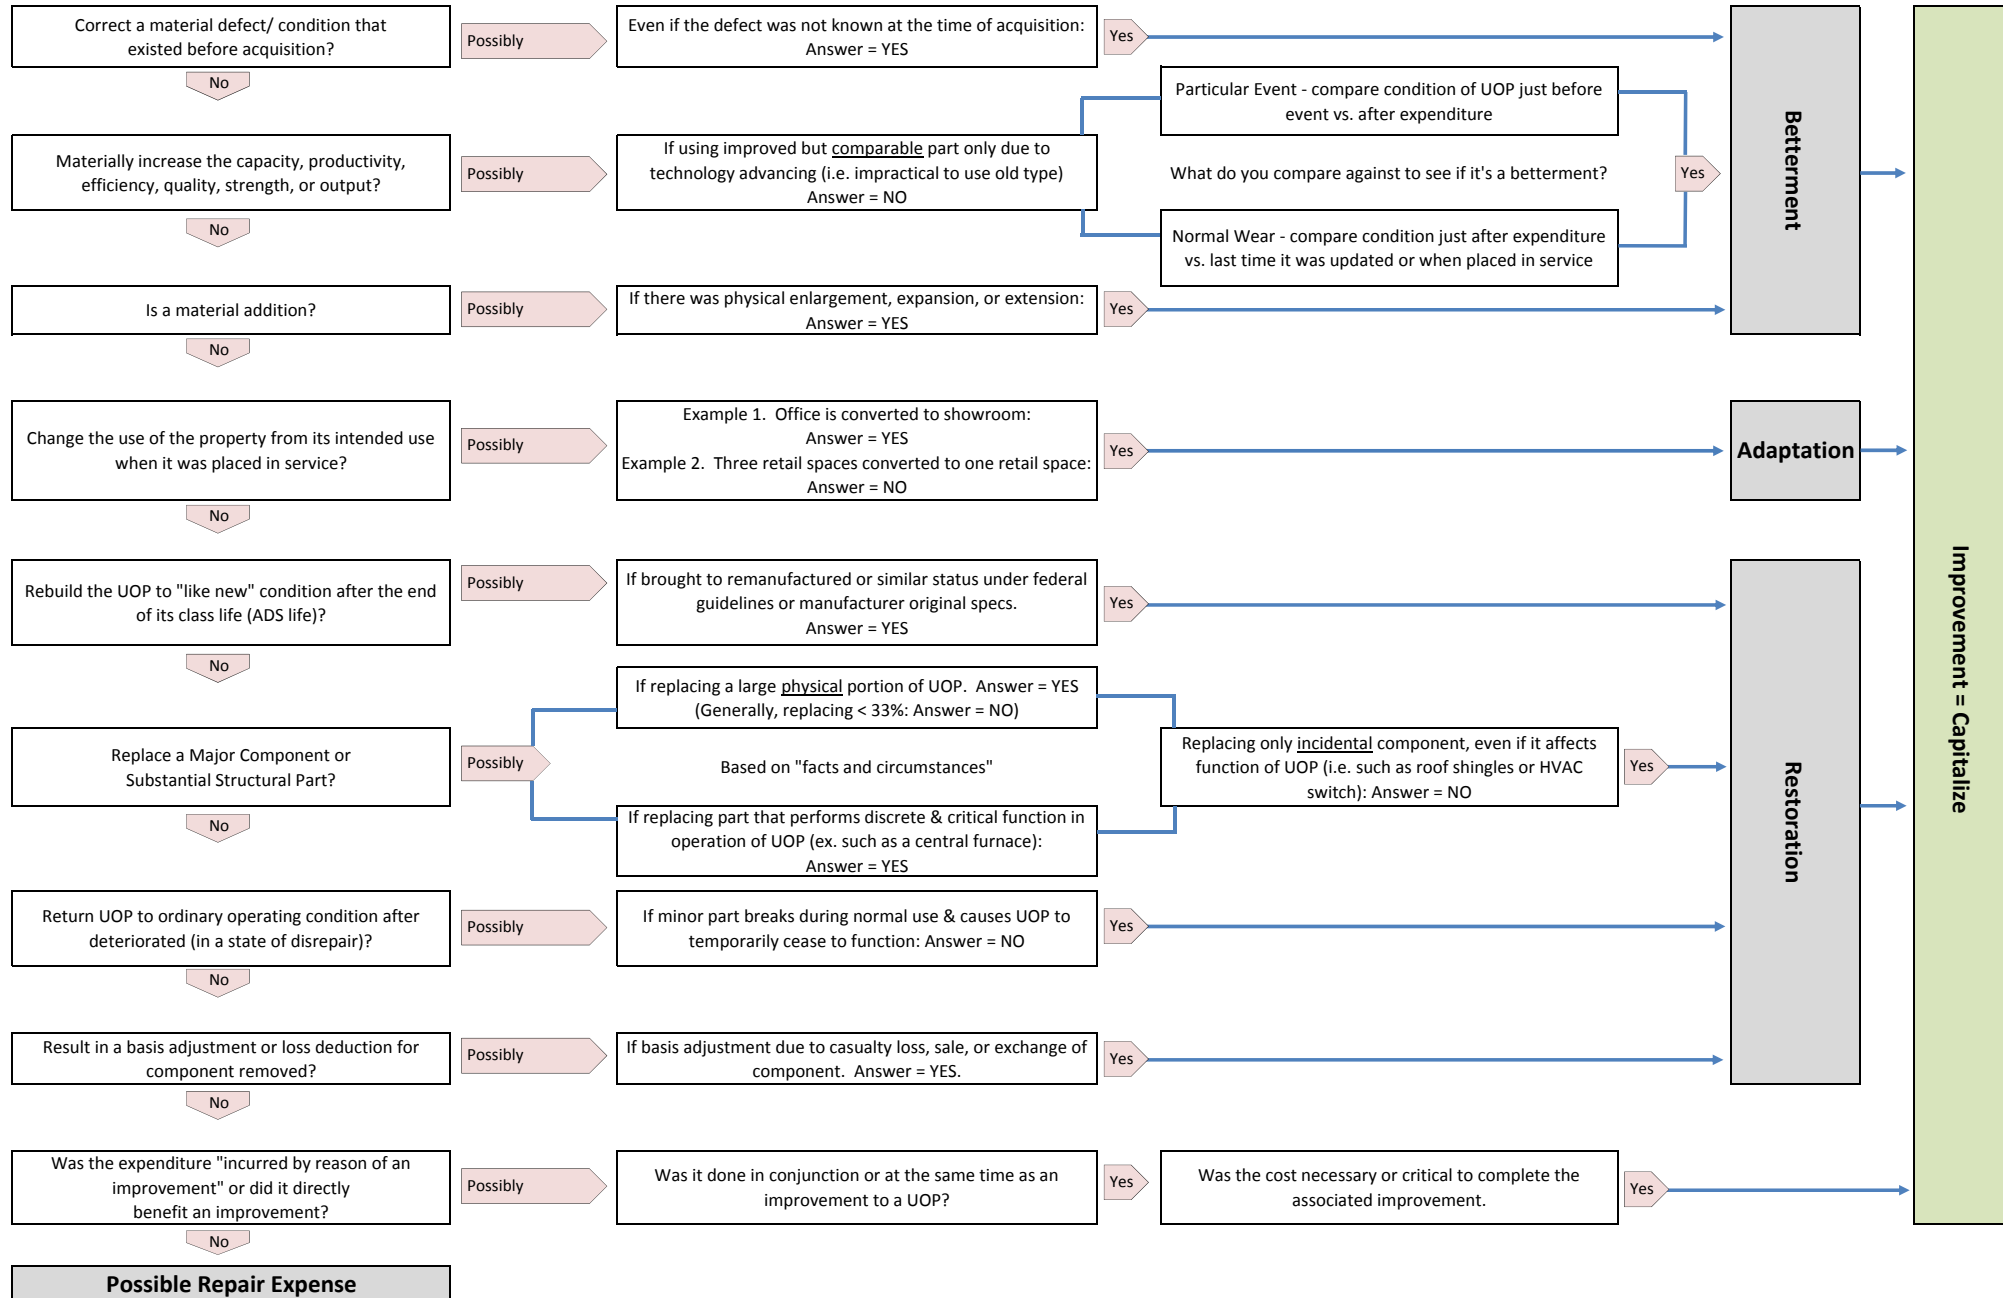 Correct a material defect/ condition that
existed before acquisition?
Possibly
Even if the defect was not known at the time of acquisition:
Answer = YES
Yes
No
Materially increase the capacity, productivity,
efficiency, quality, strength, or output?
Possibly
If using improved but comparable part only due to
technology advancing (i.e. impractical to use old type)
Answer = NO
Particular Event - compare condition of UOP just before
event vs. after expenditure
What do you compare against to see if it's a betterment?
Normal Wear - compare condition just after expenditure
vs. last time it was updated or when placed in service
Yes
No
Is a material addition?
Possibly
If there was physical enlargement, expansion, or extension:
Answer = YES
Yes
Betterment
No
Change the use of the property from its intended use
when it was placed in service?
Possibly
Example 1.  Office is converted to showroom:
Answer = YES
Example 2.  Three retail spaces converted to one retail space:
Answer = NO
Yes
Adaptation
No
Rebuild the UOP to "like new" condition after the end
of its class life (ADS life)?
Possibly
If brought to remanufactured or similar status under federal
guidelines or manufacturer original specs.
Answer = YES
Yes
No
Replace a Major Component or
Substantial Structural Part?
Possibly
If replacing a large physical portion of UOP.  Answer = YES
(Generally, replacing < 33%: Answer = NO)
Based on "facts and circumstances"
If replacing part that performs discrete & critical function in
operation of UOP (ex. such as a central furnace):
Answer = YES
Replacing only incidental component, even if it affects
function of UOP (i.e. such as roof shingles or HVAC
switch): Answer = NO
Yes
No
Return UOP to ordinary operating condition after
deteriorated (in a state of disrepair)?
Possibly
If minor part breaks during normal use & causes UOP to
temporarily cease to function: Answer = NO
Yes
No
Result in a basis adjustment or loss deduction for
component removed?
Possibly
If basis adjustment due to casualty loss, sale, or exchange of
component.  Answer = YES.
Yes
Restoration
No
Was the expenditure "incurred by reason of an
improvement" or did it directly
benefit an improvement?
Possibly
Was it done in conjunction or at the same time as an
improvement to a UOP?
Yes
Was the cost necessary or critical to complete the
associated improvement.
Yes
Improvement = Capitalize
No
Possible Repair Expense